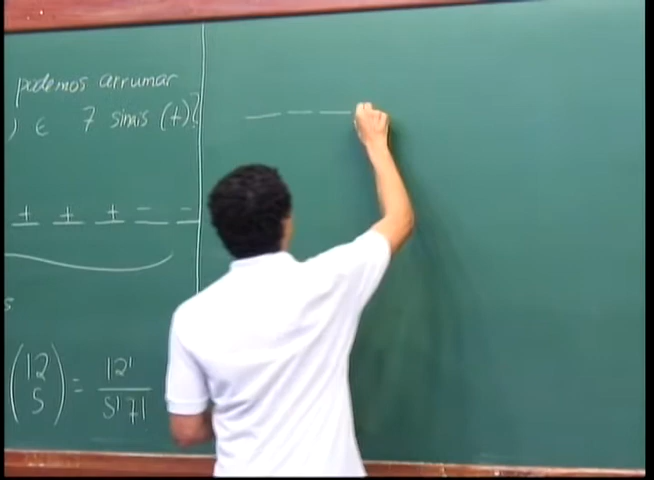 podemos arrumar
) e 7 sinais (+)?
+ + + - -
s
(12 5) = 12! / 5!7!